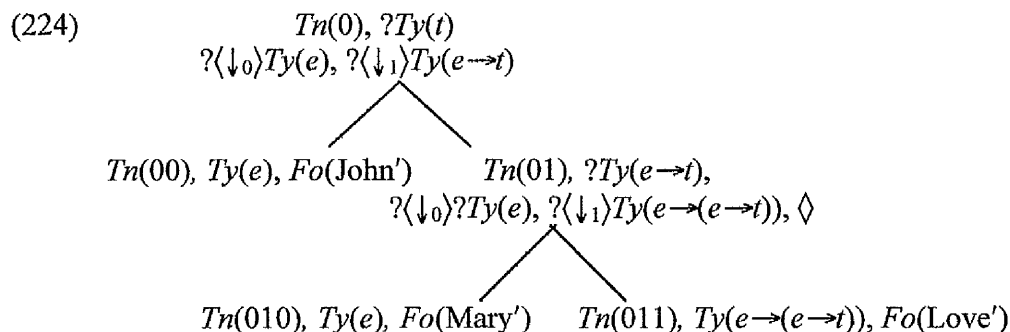 (224) Tn(0), ?Ty(t)
?⟨↓₀⟩Ty(e), ?⟨↓₁⟩Ty(e→t)
Tn(00), Ty(e), Fo(John′) Tn(01), ?Ty(e→t),
?⟨↓₀⟩?Ty(e), ?⟨↓₁⟩Ty(e→(e→t)), ◊
Tn(010), Ty(e), Fo(Mary′) Tn(011), Ty(e→(e→t)), Fo(Love′)